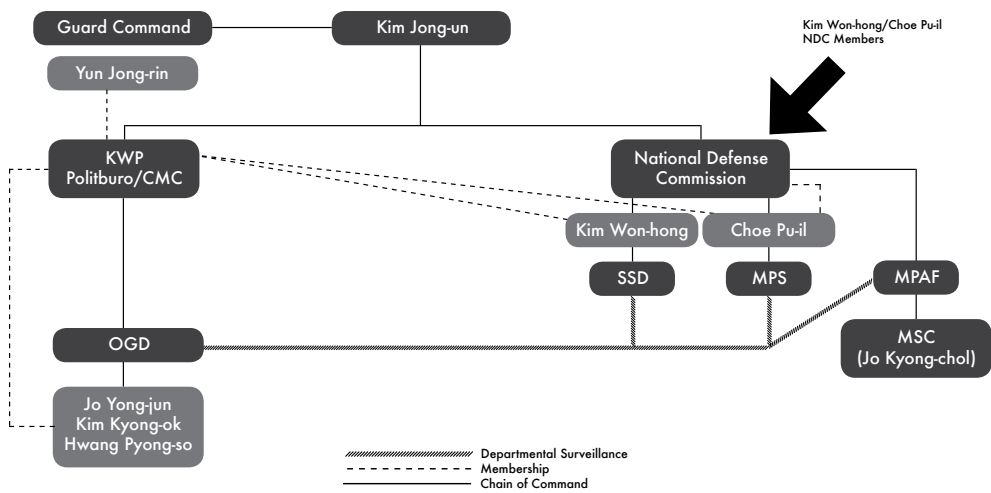 Guard Command
Kim Jong-un
Kim Won-hong/Choe Pu-il
NDC Members
Yun Jong-rin
KWP
Politburo/CMC
National Defense
Commission
Kim Won-hong
Choe Pu-il
SSD
MPS
MPAF
OGD
MSC
(Jo Kyong-chol)
Jo Yong-jun
Kim Kyong-ok
Hwang Pyong-so
Departmental Surveillance
Membership
Chain of Command